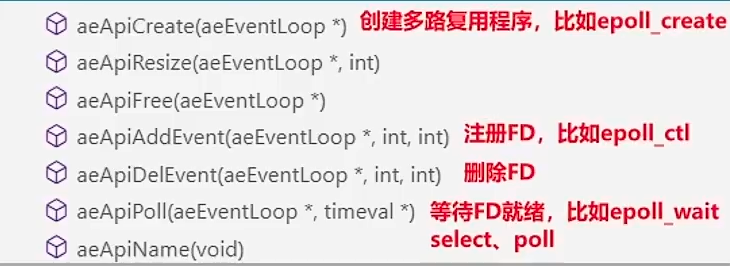 aeApiCreate(aeEventLoop *) 创建多路复用程序，比如epoll_create
aeApiResize(aeEventLoop *, int)
aeApiFree(aeEventLoop *)
aeApiAddEvent(aeEventLoop *, int, int) 注册FD，比如epoll_ctl
aeApiDelEvent(aeEventLoop *, int, int) 删除FD
aeApiPoll(aeEventLoop *, timeval *) 等待FD就绪，比如epoll_wait
select、poll
aeApiName(void)